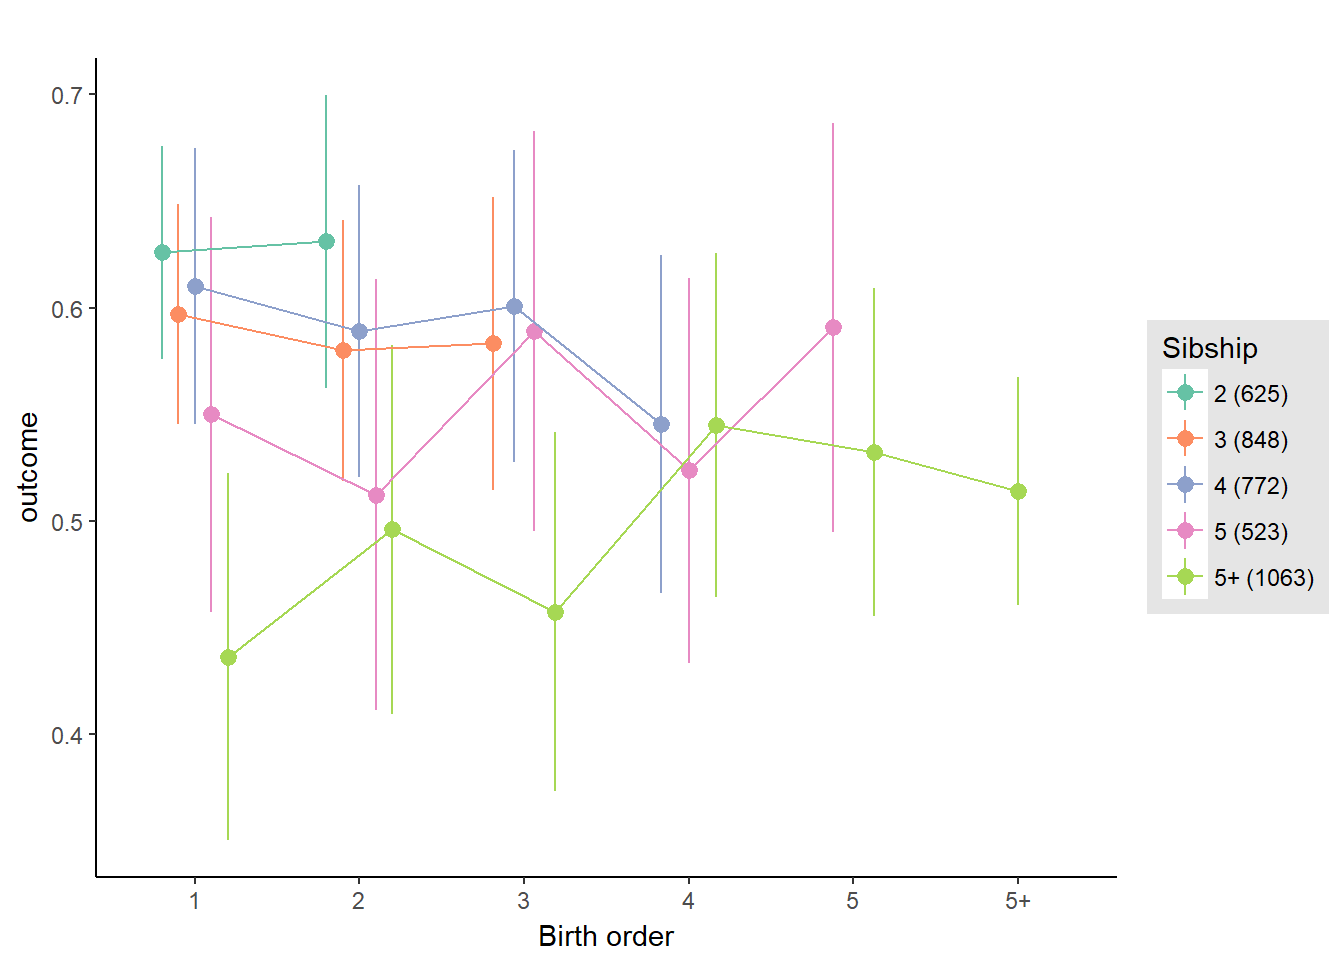 0.7
0.6
0.5
0.4
outcome
1 2 3 4 5 5+
Birth order
Sibship
2 (625)
3 (848)
4 (772)
5 (523)
5+ (1063)